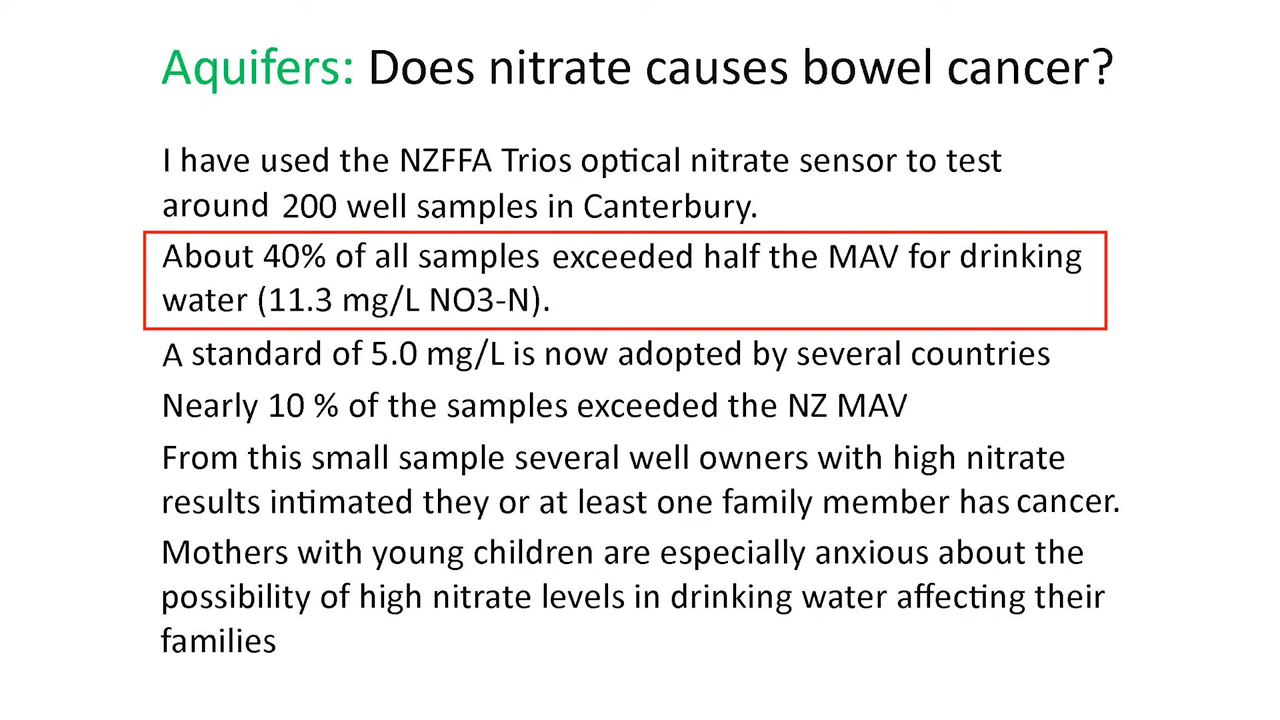 Aquifers: Does nitrate causes bowel cancer?
I have used the NZFFA Trios optical nitrate sensor to test
around 200 well samples in Canterbury.
About 40% of all samples exceeded half the MAV for drinking
water (11.3 mg/L NO3-N).
A standard of 5.0 mg/L is now adopted by several countries
Nearly 10 % of the samples exceeded the NZ MAV
From this small sample several well owners with high nitrate
results intimated they or at least one family member has cancer.
Mothers with young children are especially anxious about the
possibility of high nitrate levels in drinking water affecting their
families